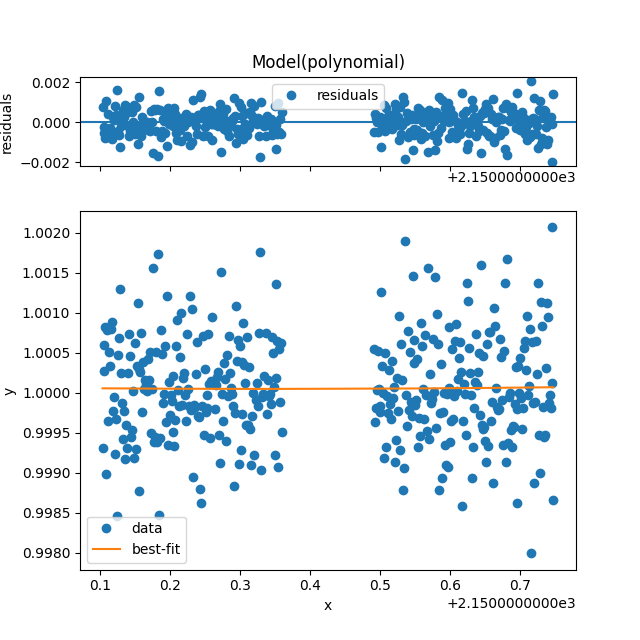 Model(polynomial)
0.002
0.000
−0.002
residuals
residuals
+2.1500000000e3
1.0020
1.0015
1.0010
1.0005
1.0000
0.9995
0.9990
0.9985
0.9980
y
data
best-fit
0.1 0.2 0.3 0.4 0.5 0.6 0.7
x
+2.1500000000e3